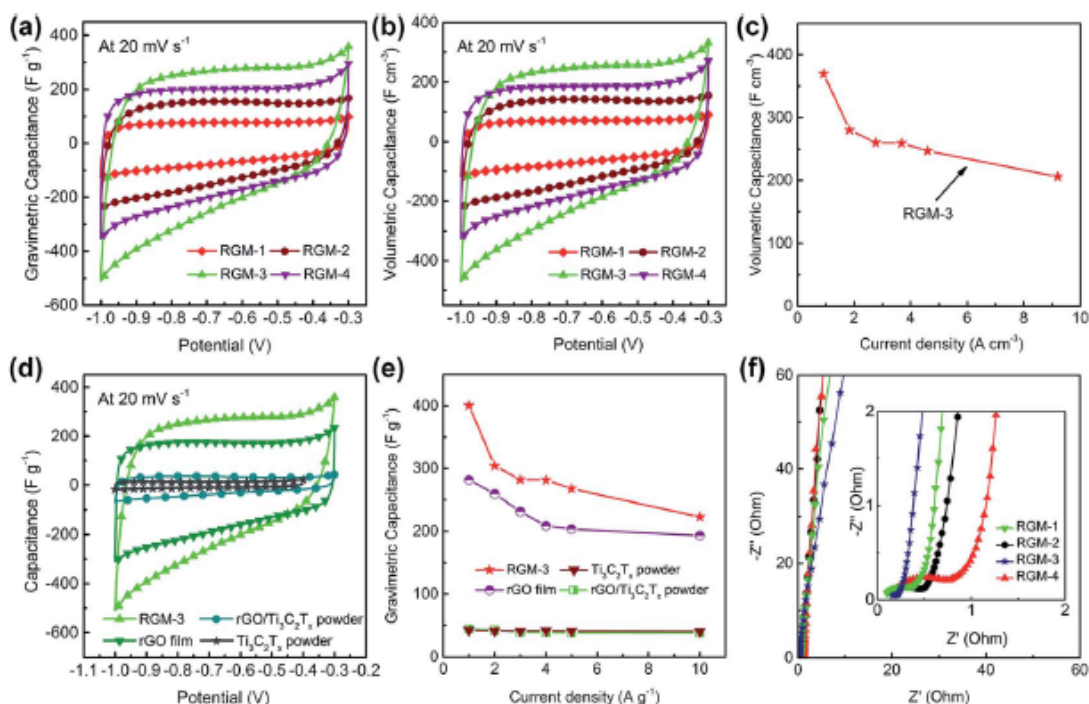 (a)
At 20 mV s⁻¹
Gravimetric Capacitance (F g⁻¹)
400
200
0
-200
-400
-600
RGM-1
RGM-2
RGM-3
RGM-4
-1.0 -0.9 -0.8 -0.7 -0.6 -0.5 -0.4 -0.3
Potential (V)
(b)
At 20 mV s⁻¹
Volumetric Capacitance (F cm⁻³)
400
200
0
-200
-400
RGM-1
RGM-2
RGM-3
RGM-4
-1.0 -0.9 -0.8 -0.7 -0.6 -0.5 -0.4 -0.3
Potential (V)
(c)
Volumetric Capacitance (F cm⁻³)
400
300
200
100
0
RGM-3
0 2 4 6 8 10
Current density (A cm⁻³)
(d)
At 20 mV s⁻¹
Capacitance (F g⁻¹)
400
200
0
-200
-400
-600
RGM-3
rGO/Ti₃C₂Tₓ powder
rGO film
Ti₃C₂Tₓ powder
-1.0 -0.9 -0.8 -0.7 -0.6 -0.5 -0.4 -0.3 -0.2
Potential (V)
(e)
Gravimetric Capacitance (F g⁻¹)
400
300
200
100
0
RGM-3
Ti₃C₂Tₓ powder
rGO film
rGO/Ti₃C₂Tₓ powder
0 2 4 6 8 10
Current density (A g⁻¹)
(f)
-Z'' (Ohm)
60
40
20
0
-Z'' (Ohm)
2
1
0
RGM-1
RGM-2
RGM-3
RGM-4
0 1 2
Z' (Ohm)
0 20 40 60
Z' (Ohm)